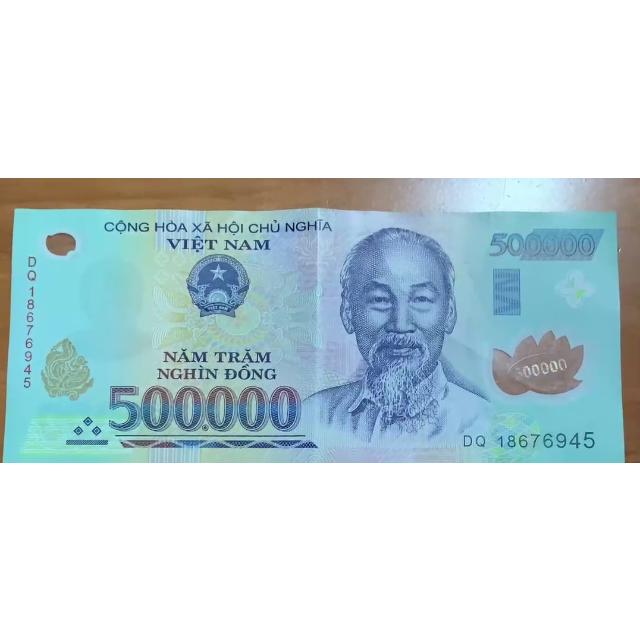 CỘNG HÒA XÃ HỘI CHỦ NGHĨA
VIỆT NAM
500000
DQ 18676945
NĂM TRĂM
NGHÌN ĐỒNG
500000
500.000
DQ 18676945